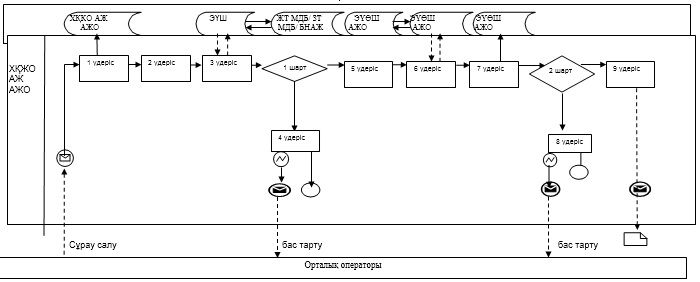 ХҚКО АЖ АЖО
ЭҮШ
ЖТ МДБ/ ЗТ МДБ/ БНАЖ
ЭҮӨШ АЖО
ЭҮӨШ АЖО
ЭҮӨШ АЖО
ХҚЖО АЖ АЖО
1 үдеріс
2 үдеріс
3 үдеріс
1 шарт
5 үдеріс
6 үдеріс
7 үдеріс
2 шарт
9 үдеріс
4 үдеріс
8 үдеріс
Сұрау салу
бас тарту
бас тарту
Орталық операторы